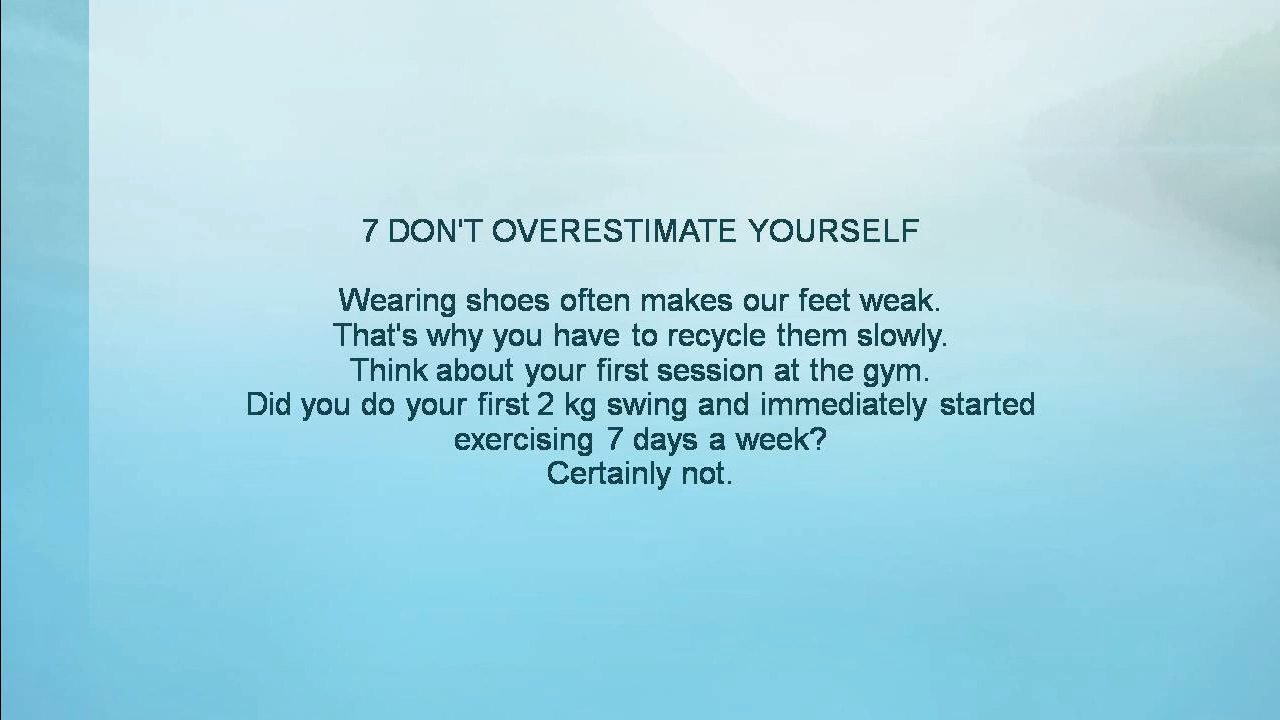 7 DON'T OVERESTIMATE YOURSELF
Wearing shoes often makes our feet weak.
That's why you have to recycle them slowly.
Think about your first session at the gym.
Did you do your first 2 kg swing and immediately started
exercising 7 days a week?
Certainly not.